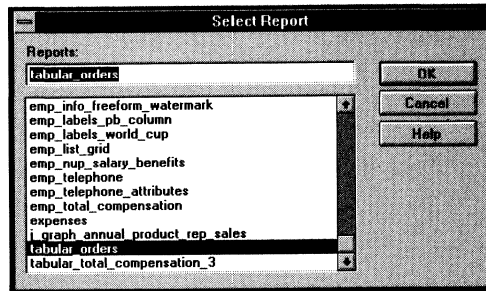 Select Report
Reports:
tabular_orders
OK
Cancel
Help
emp_info_freeform_watermark
emp_labels_pb_column
emp_labels_world_cup
emp_list_grid
emp_nup_salary_benefits
emp_telephone
emp_telephone_attributes
emp_total_compensation
expenses
j_graph_annual_product_rep_sales
tabular_orders
tabular_total_compensation_3